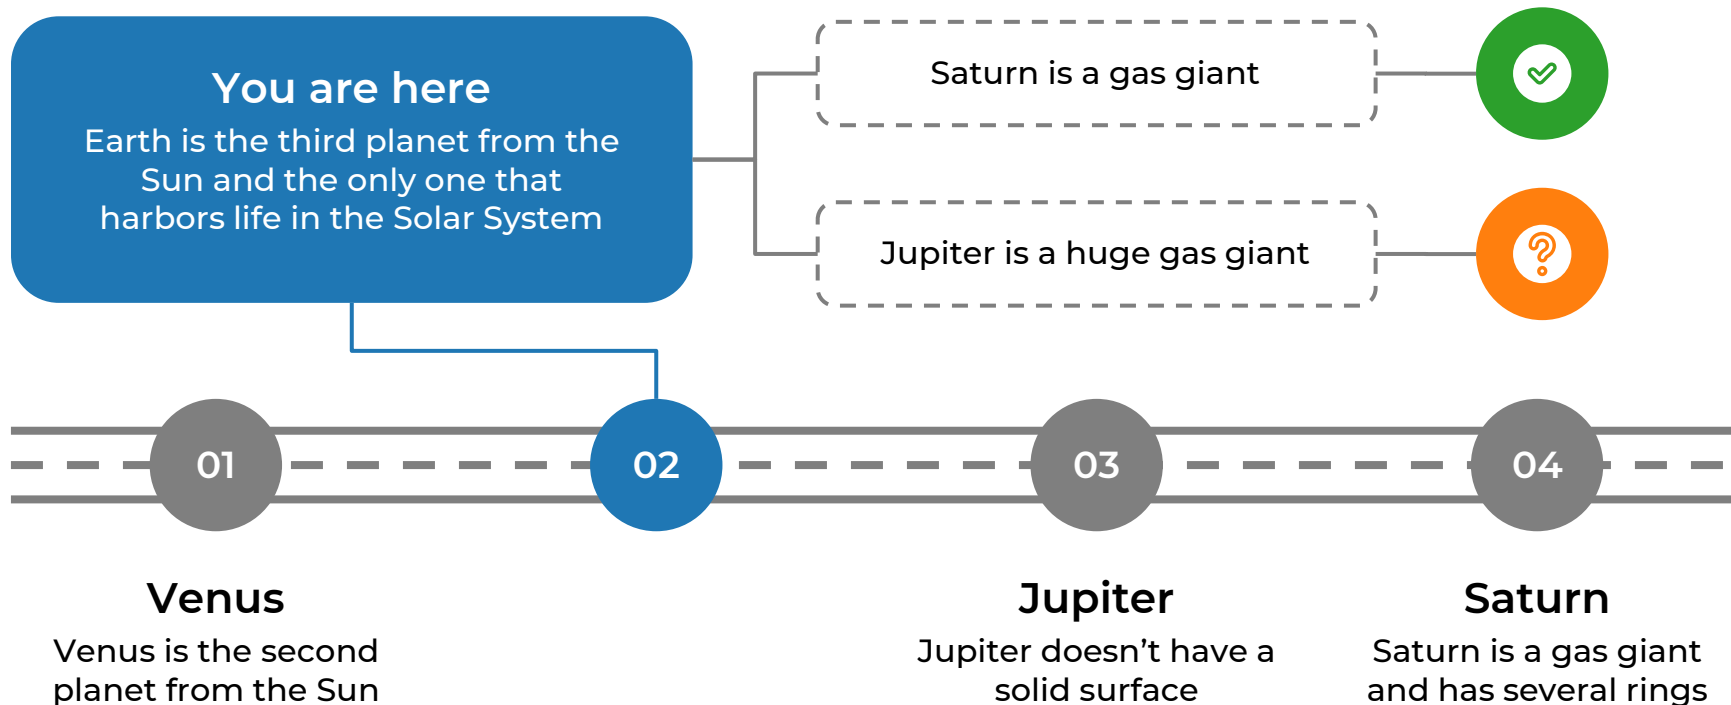 You are here
Earth is the third planet from the
Sun and the only one that
harbors life in the Solar System
Saturn is a gas giant
Jupiter is a huge gas giant
01
02
03
04
Venus
Venus is the second
planet from the Sun
Jupiter
Jupiter doesn’t have a
solid surface
Saturn
Saturn is a gas giant
and has several rings